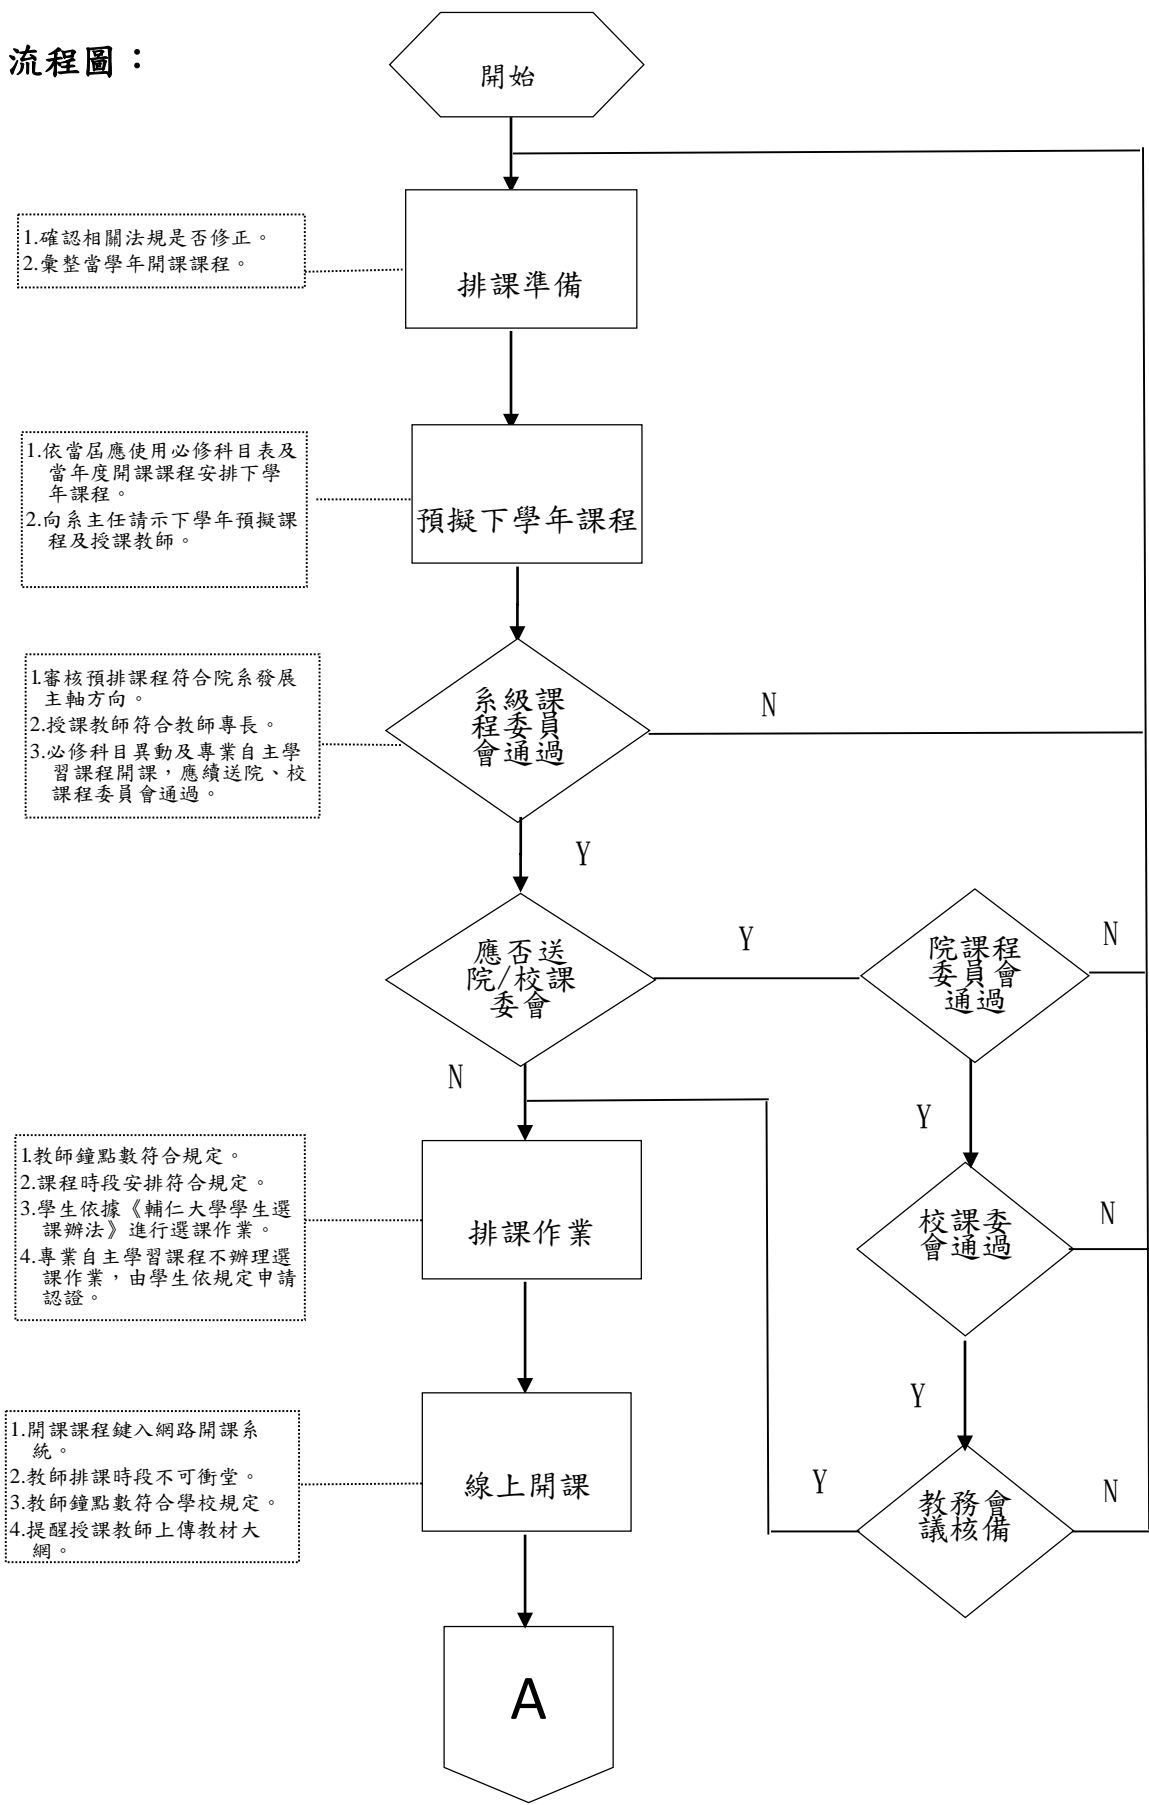 流程圖：
開始
1.確認相關法規是否修正。
2.彙整當學年開課課程。
排課準備
1.依當屆應使用必修科目表及
當年度開課課程安排下學
年課程。
2.向系主任請示下學年預擬課
程及授課教師。
預擬下學年課程
1.審核預排課程符合院系發展
主軸方向。
2.授課教師符合教師專長。
3.必修科目異動及專業自主學
習課程開課，應續送院、校
課程委員會通過。
系級課
程委員
會通過
N
Y
應否送
院/校課
委會
Y
院課程
委員會
通過
N
N
Y
1.教師鐘點數符合規定。
2.課程時段安排符合規定。
3.學生依據《輔仁大學學生選
課辦法》進行選課作業。
4.專業自主學習課程不辦理選
課作業，由學生依規定申請
認證。
排課作業
校課委
會通過
N
Y
1.開課課程鍵入網路開課系
統。
2.教師排課時段不可衝堂。
3.教師鐘點數符合學校規定。
4.提醒授課教師上傳教材大
綱。
線上開課
Y
教務會
議核備
N
A